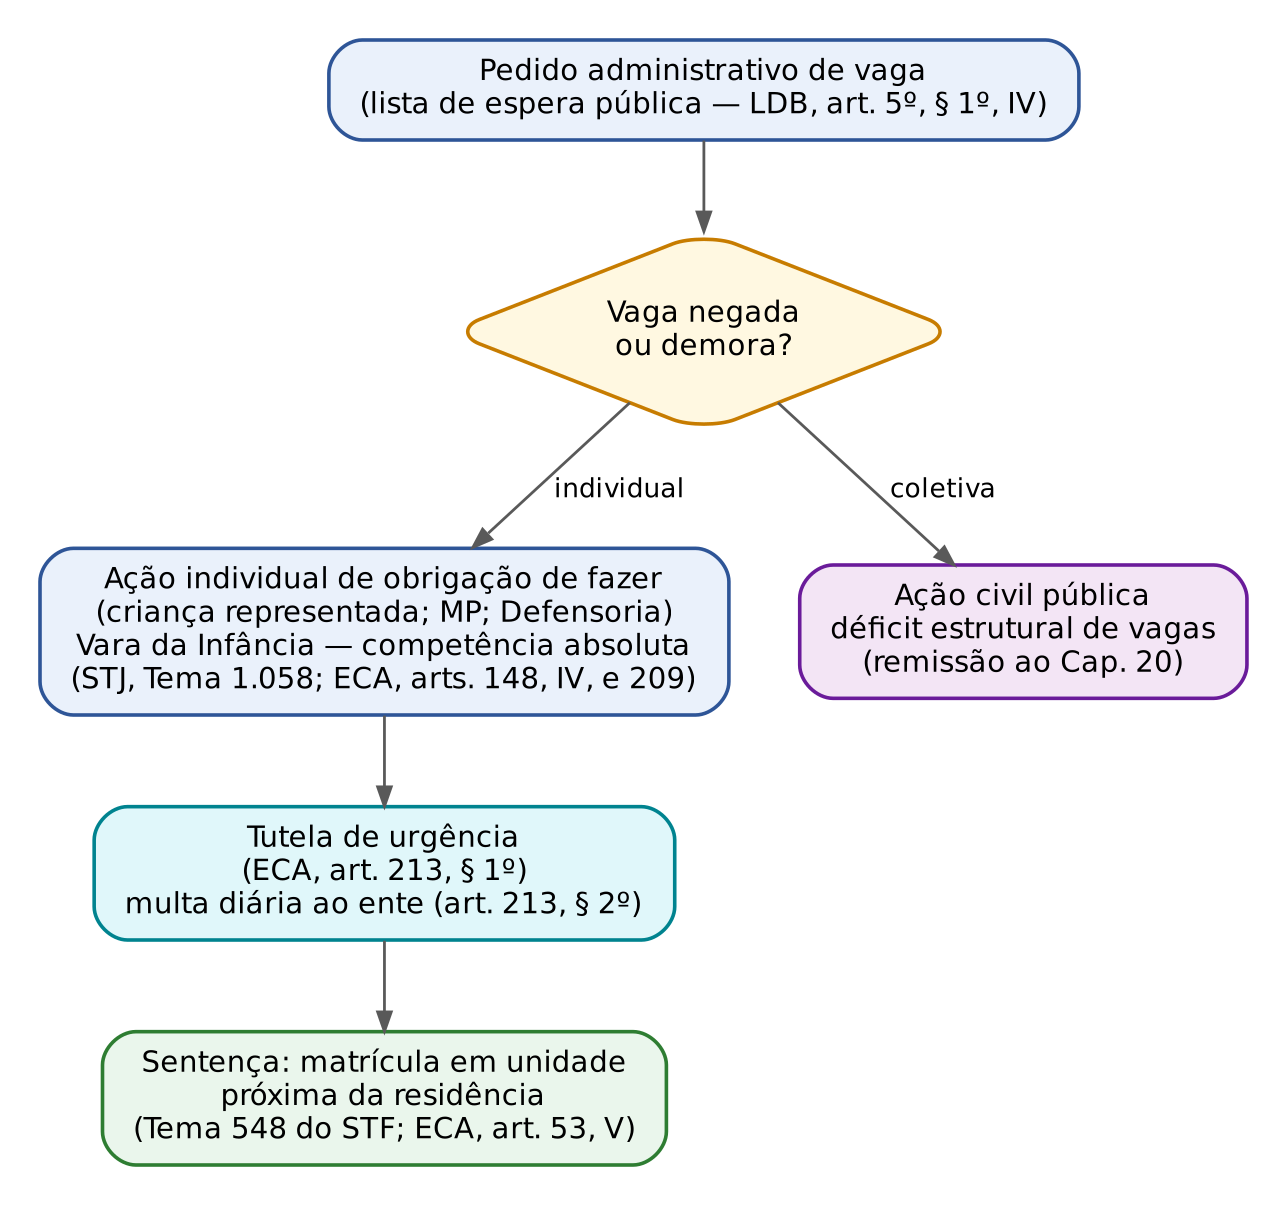 Pedido administrativo de vaga
(lista de espera pública — LDB, art. 5º, § 1º, IV)
Vaga negada
ou demora?
individual
coletiva
Ação individual de obrigação de fazer
(criança representada; MP; Defensoria)
Vara da Infância — competência absoluta
(STJ, Tema 1.058; ECA, arts. 148, IV, e 209)
Ação civil pública
déficit estrutural de vagas
(remissão ao Cap. 20)
Tutela de urgência
(ECA, art. 213, § 1º)
multa diária ao ente (art. 213, § 2º)
Sentença: matrícula em unidade
próxima da residência
(Tema 548 do STF; ECA, art. 53, V)